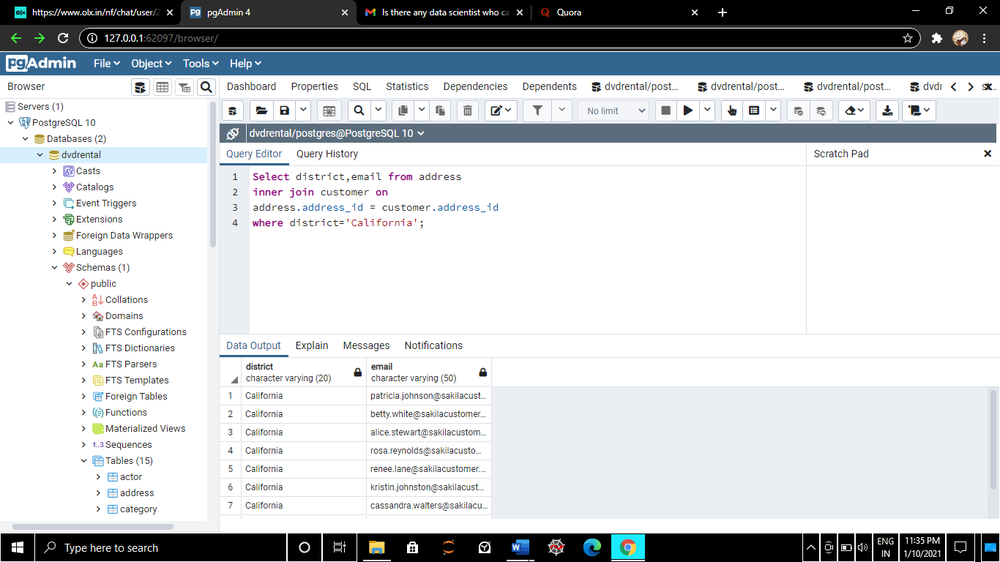 https://www.olx.in/nf/chat/user/2
pgAdmin 4
Is there any data scientist who ca
Quora
127.0.0.1:62097/browser/
pgAdmin
File Object Tools Help
Browser
Dashboard Properties SQL Statistics Dependencies Dependents dvdrental/post... dvdrental/post... dvdrental/post... dvdr
Servers (1)
PostgreSQL 10
Databases (2)
dvdrental
Casts
Catalogs
Event Triggers
Extensions
Foreign Data Wrappers
Languages
Schemas (1)
public
Collations
Domains
FTS Configurations
FTS Dictionaries
Aa FTS Parsers
FTS Templates
Foreign Tables
Functions
Materialized Views
1..3 Sequences
Tables (15)
actor
address
category
No limit
dvdrental/postgres@PostgreSQL 10
Query Editor Query History
Scratch Pad
1 Select district,email from address
2 inner join customer on
3 address.address_id = customer.address_id
4 where district='California';
Data Output Explain Messages Notifications
district email
character varying (20) character varying (50)
1 California patricia.johnson@sakilacust...
2 California betty.white@sakilacustomer...
3 California alice.stewart@sakilacustom...
4 California rosa.reynolds@sakilacusto...
5 California renee.lane@sakilacustomer....
6 California kristin.johnston@sakilacust...
7 California cassandra.walters@sakilacu...
Type here to search
ENG
IN
11:35 PM
1/10/2021